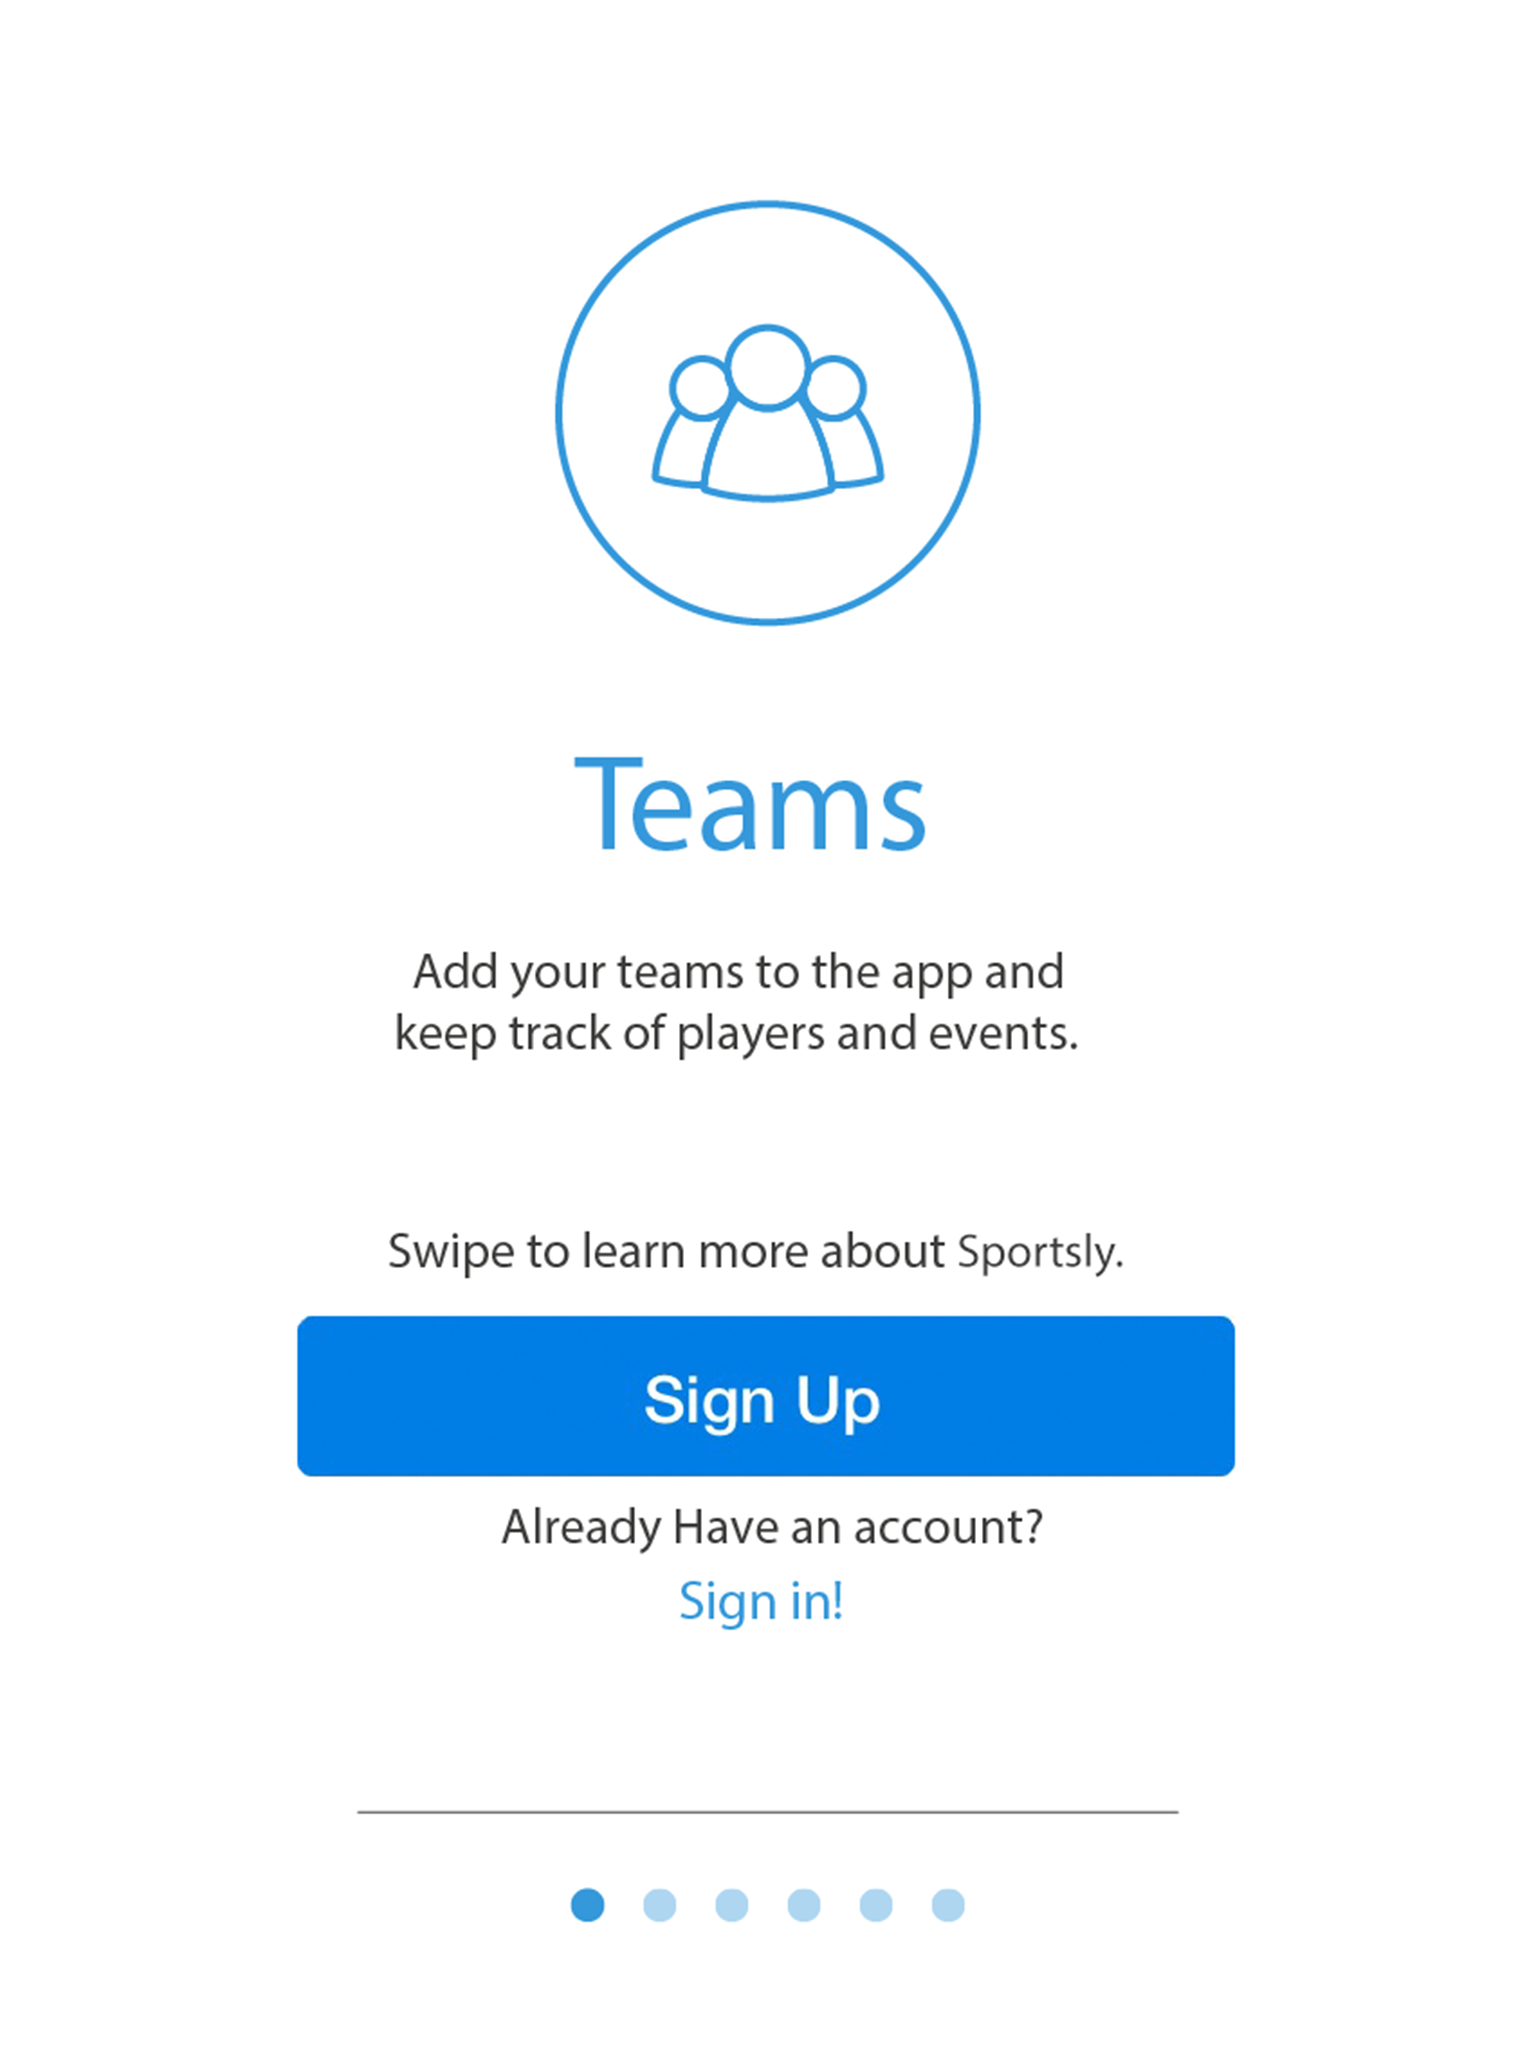 Teams
Add your teams to the app and
keep track of players and events.
Swipe to learn more about Sportsly.
Sign Up
Already Have an account?
Sign in!